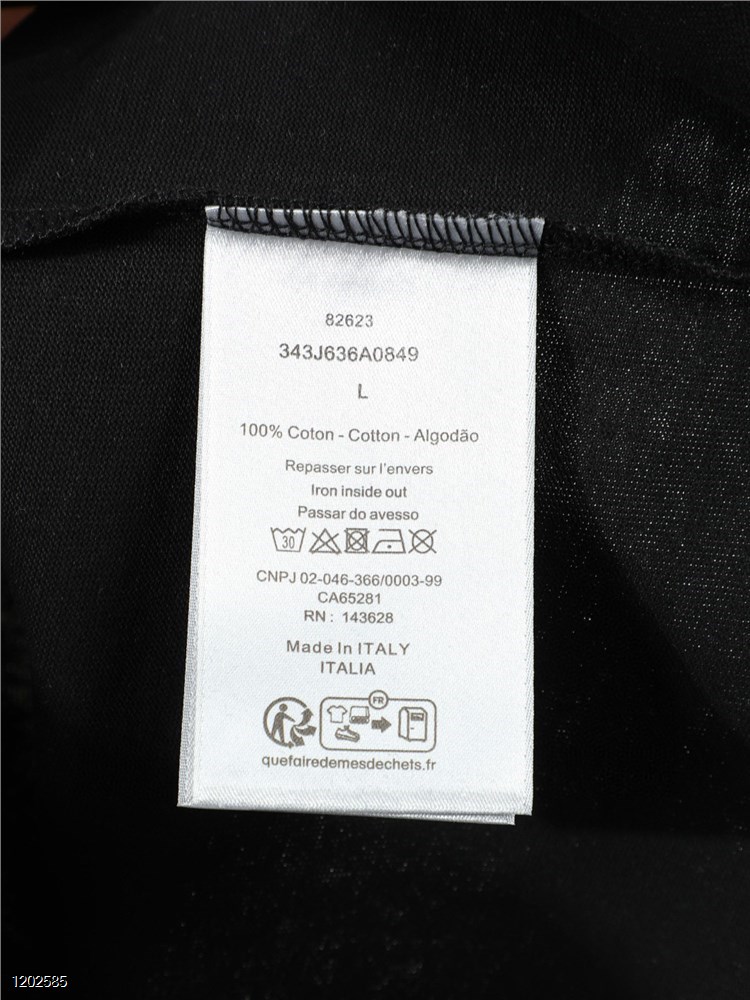 82623
343J636A0849
L
100% Coton - Cotton - Algodão
Repasser sur l'envers
Iron inside out
Passar do avesso
30
CNPJ 02-046-366/0003-99
CA65281
RN : 143628
Made In ITALY
ITALIA
FR
quefairedemesdechets.fr
1202585